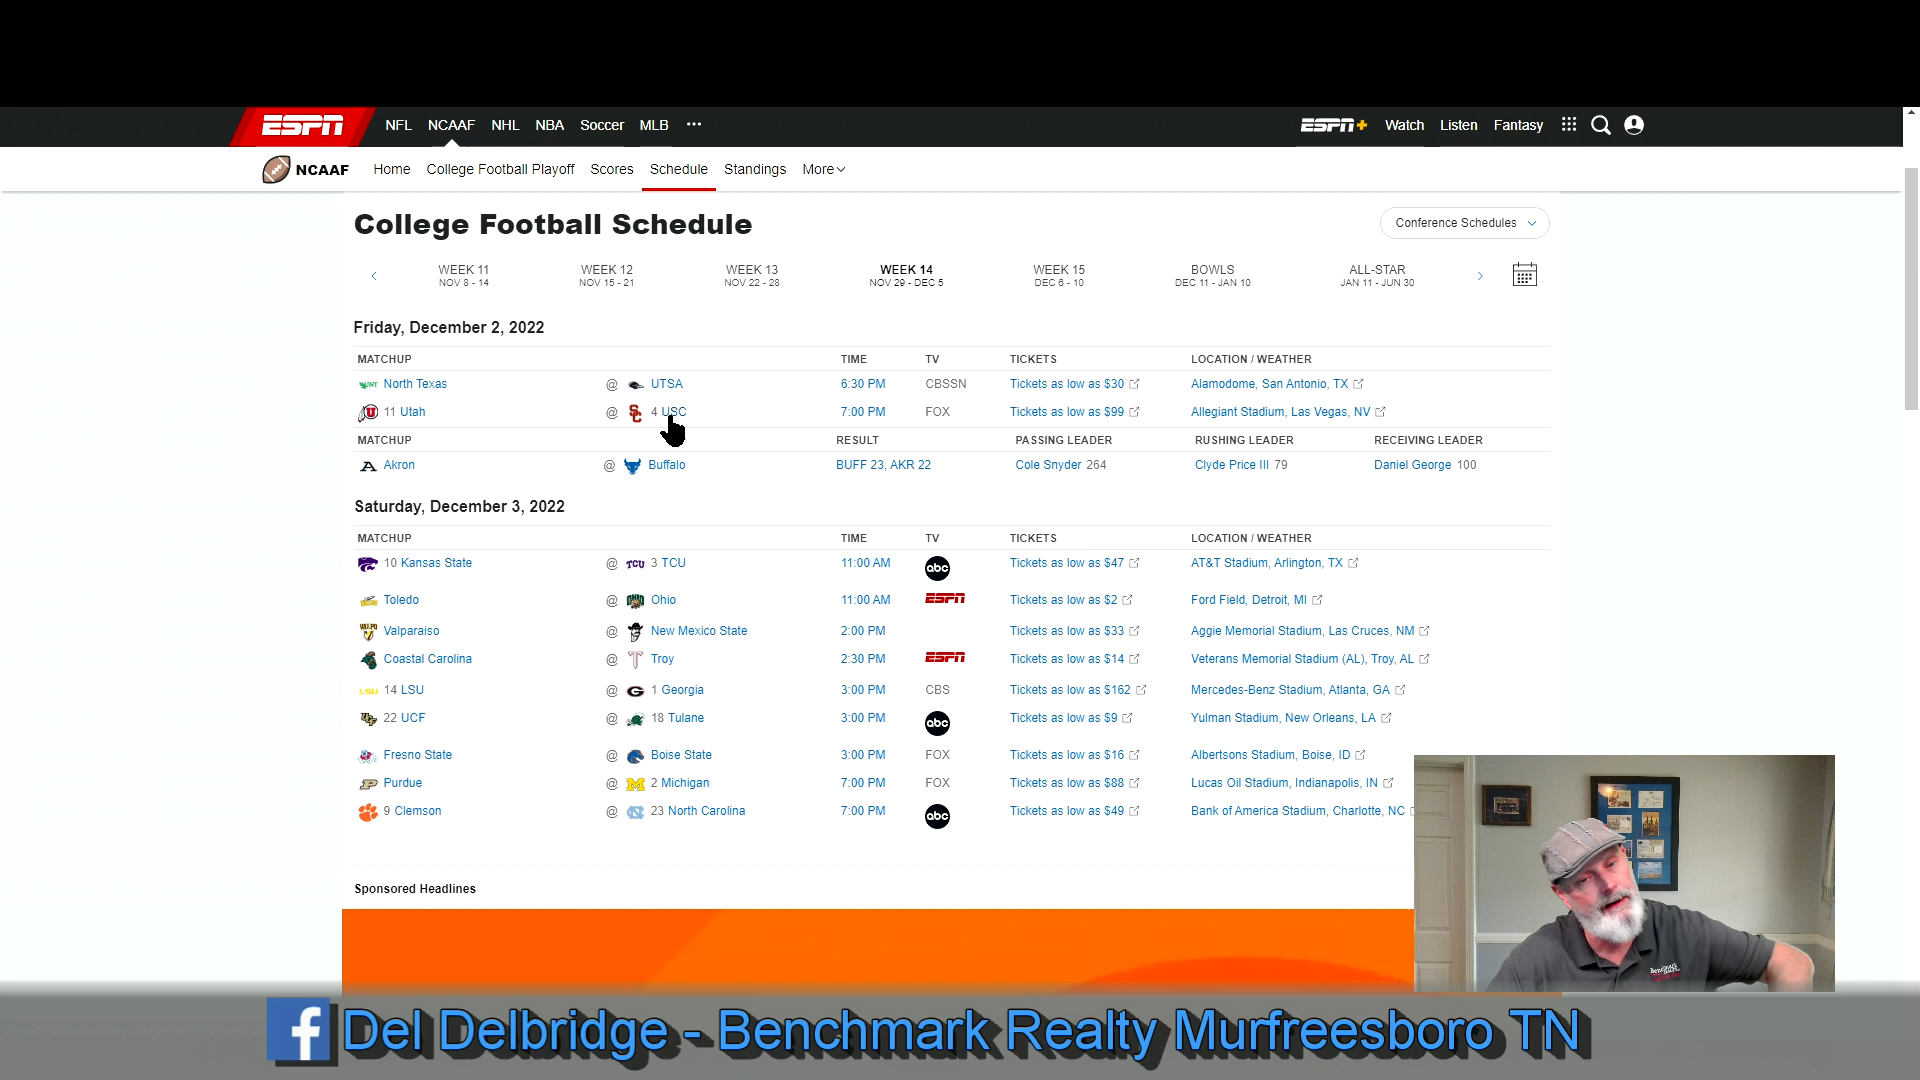 ESPN NFL NCAAF NHL NBA Soccer MLB ... ESPN+ Watch Listen Fantasy
NCAAF Home College Football Playoff Scores Schedule Standings More
College Football Schedule
Conference Schedules
WEEK 11 WEEK 12 WEEK 13 WEEK 14 WEEK 15 BOWLS ALL-STAR
NOV 8 - 14 NOV 15 - 21 NOV 22 - 28 NOV 29 - DEC 5 DEC 6 - 10 DEC 11 - JAN 10 JAN 11 - JUN 30
Friday, December 2, 2022
MATCHUP TIME TV TICKETS LOCATION / WEATHER
North Texas @ UTSA 6:30 PM CBSSN Tickets as low as $30 Alamodome, San Antonio, TX
11 Utah @ 4 USC 7:00 PM FOX Tickets as low as $99 Allegiant Stadium, Las Vegas, NV
MATCHUP RESULT PASSING LEADER RUSHING LEADER RECEIVING LEADER
Akron @ Buffalo BUFF 23, AKR 22 Cole Snyder 264 Clyde Price III 79 Daniel George 100
Saturday, December 3, 2022
MATCHUP TIME TV TICKETS LOCATION / WEATHER
10 Kansas State @ TCU 3 TCU 11:00 AM abc Tickets as low as $47 AT&T Stadium, Arlington, TX
Toledo @ Ohio 11:00 AM ESPN Tickets as low as $2 Ford Field, Detroit, MI
Valparaiso @ New Mexico State 2:00 PM Tickets as low as $33 Aggie Memorial Stadium, Las Cruces, NM
Coastal Carolina @ Troy 2:30 PM ESPN Tickets as low as $14 Veterans Memorial Stadium (AL), Troy, AL
LSU 14 LSU @ 1 Georgia 3:00 PM CBS Tickets as low as $162 Mercedes-Benz Stadium, Atlanta, GA
22 UCF @ 18 Tulane 3:00 PM abc Tickets as low as $9 Yulman Stadium, New Orleans, LA
Fresno State @ Boise State 3:00 PM FOX Tickets as low as $16 Albertsons Stadium, Boise, ID
Purdue @ 2 Michigan 7:00 PM FOX Tickets as low as $88 Lucas Oil Stadium, Indianapolis, IN
9 Clemson @ 23 North Carolina 7:00 PM abc Tickets as low as $49 Bank of America Stadium, Charlotte, NC
Sponsored Headlines
Benchmark
Del Delbridge - Benchmark Realty Murfreesboro TN